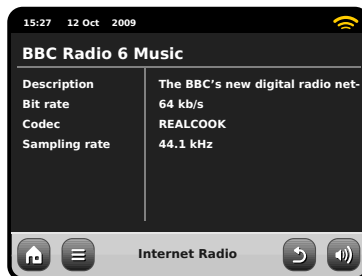 15:27 12 Oct 2009
BBC Radio 6 Music
Description The BBC's new digital radio net-
Bit rate 64 kb/s
Codec REALCOOK
Sampling rate 44.1 kHz
Internet Radio